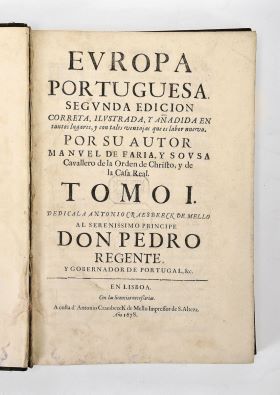 EVROPA
PORTUGUESA.
SEGVNDA EDICION
CORRETA, ILVSTRADA, Y AÑADIDA EN
tantos lugares, y con tales ventajas que es labor nueva.
POR SU AUTOR
MANVEL DE FARIA, Y SOVSA
Cavallero de la Orden de Christo, y de
la Casa Real.
TOMO I.
DEDICALA ANTONIO CRAESBEECK DE MELLO
AL SERENISSIMO PRINCIPE
DON PEDRO
REGENTE,
Y GOBERNADOR DE PORTUGAL, &c.
EN LISBOA.
Con las licencias necessarias.
A costa d' Antonio Craesbeeck de Mello Impressor de S. Alteza.
Año 1678.